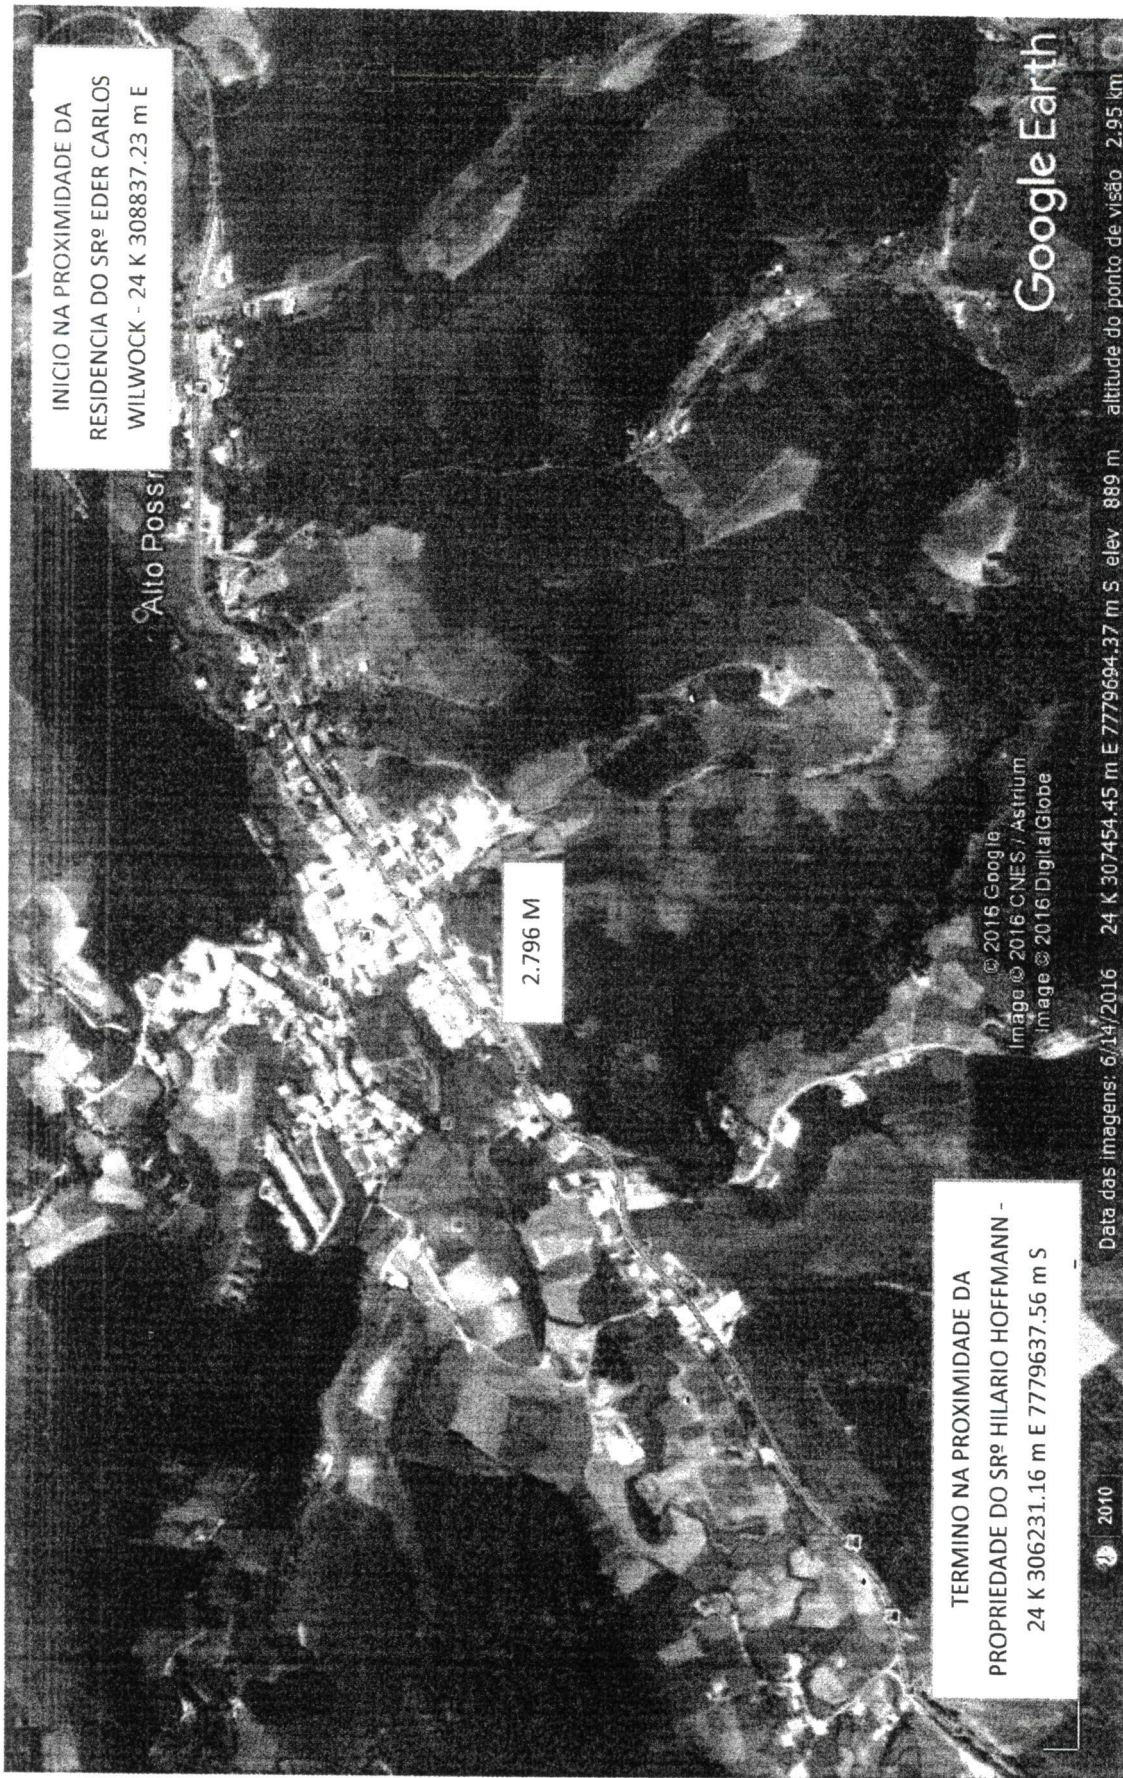 INICIO NA PROXIMIDADE DA
RESIDENCIA DO SRº EDER CARLOS
WILWOCK - 24 K 308837.23 m E
Alto Poss
2.796 M
TERMINO NA PROXIMIDADE DA
PROPRIEDADE DO SRº HILARIO HOFFMANN -
24 K 306231.16 m E 7779637.56 m S
© 2016 Google
Image © 2016 CNES / Astrium
Image © 2016 DigitalGlobe
Google Earth
2010
Data das imagens: 6/14/2016 24 K 307454.45 m E 7779694.37 m S elev 889 m altitude do ponto de visão 2.95 km